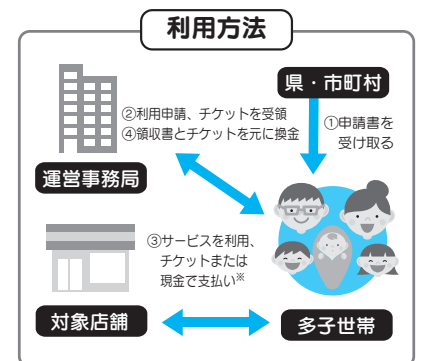 利用方法
県・市町村
②利用申請、チケットを受領
④領収書とチケットを元に換金
①申請書を
受け取る
運営事務局
③サービスを利用、
チケットまたは
現金で支払い※
対象店舗
多子世帯